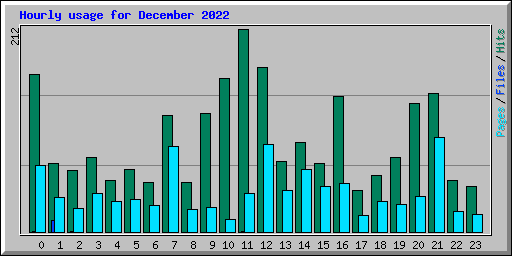 Hourly usage for December 2022
212
Pages / Files / Hits
0 1 2 3 4 5 6 7 8 9 10 11 12 13 14 15 16 17 18 19 20 21 22 23